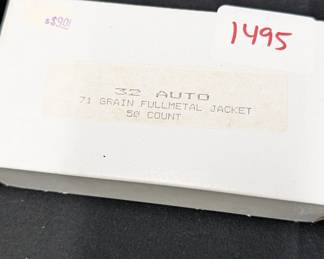 1495
32 AUTO
71 GRAIN FULLMETAL JACKET
50 COUNT